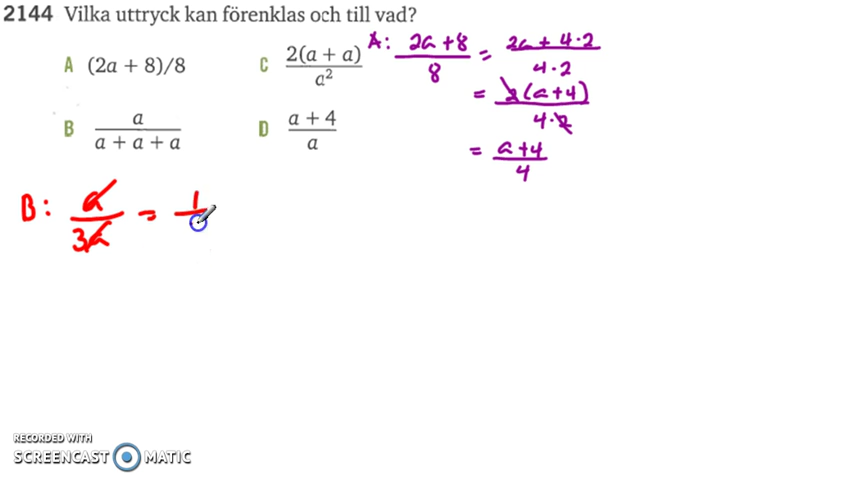 2144 Vilka uttryck kan förenklas och till vad?
A (2a + 8)/8
B a / (a + a + a)
C 2(a + a) / a²
D (a + 4) / a
A: (2a + 8) / 8 = (2a + 4·2) / (4·2)
= 2(a + 4) / (4·2)
= (a + 4) / 4
B: a / 3a = 1
RECORDED WITH
SCREENCAST MATIC